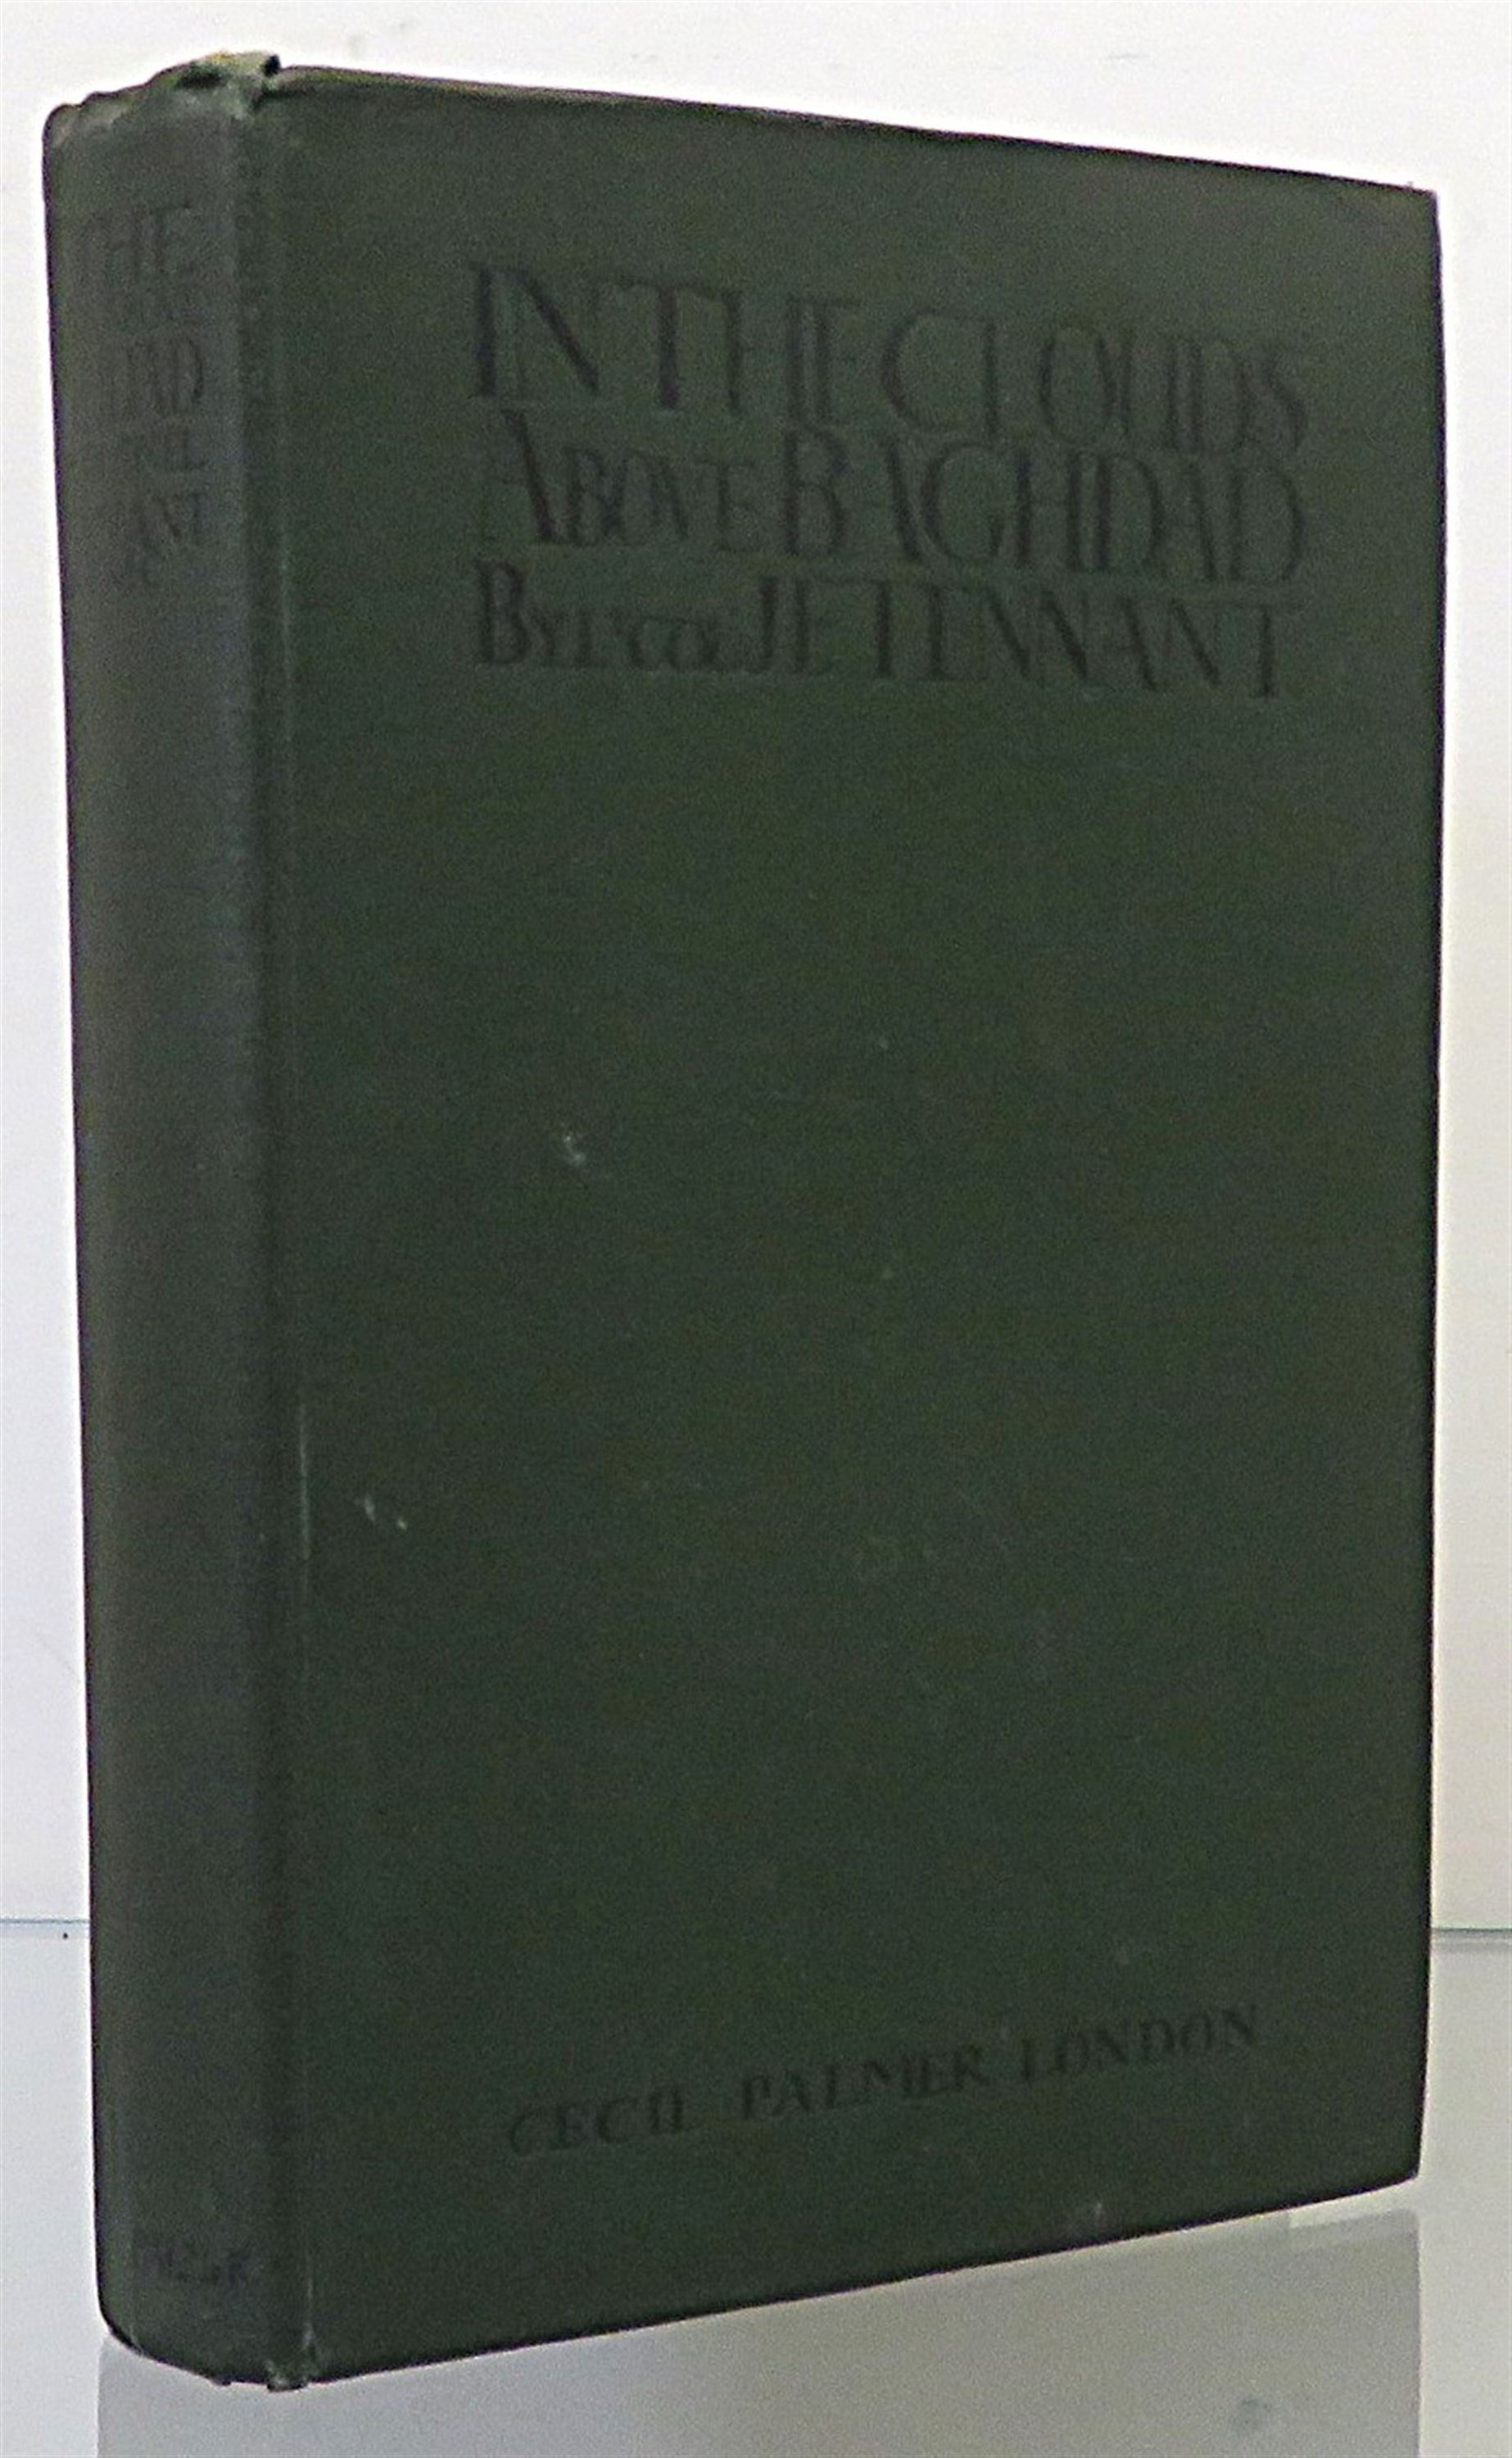 IN THE CLOUDS
ABOVE BAGHDAD
BY LT COL J E TENNANT
CECIL PALMER LONDON